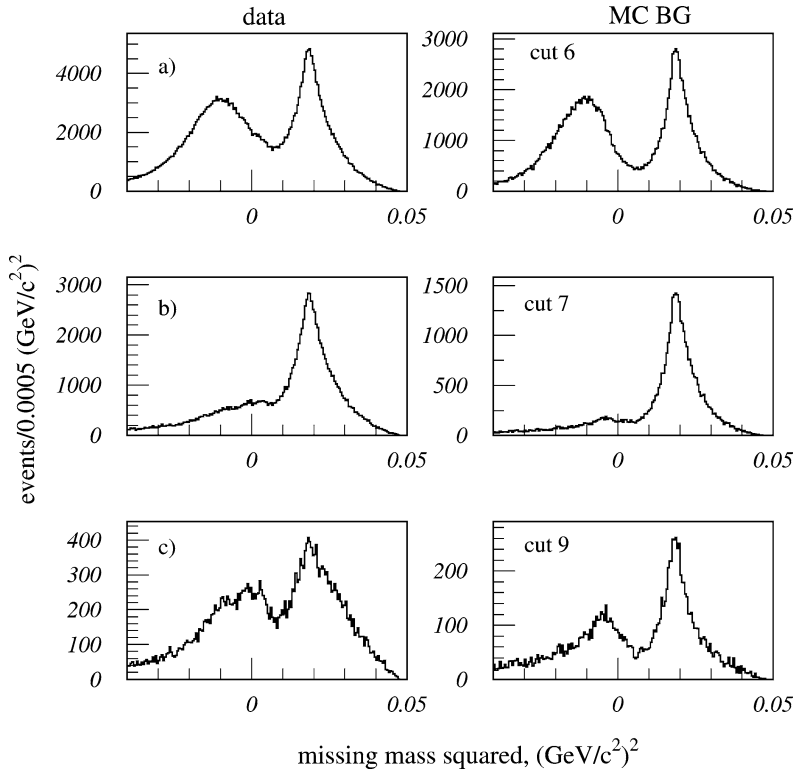 data MC BG
a) cut 6
4000
2000
0
3000
2000
1000
0
0 0.05 0 0.05
b) cut 7
3000
2000
1000
0
1500
1000
500
0
0 0.05 0 0.05
c) cut 9
400
300
200
100
0
200
100
0
0 0.05 0 0.05
events/0.0005 (GeV/c²)²
missing mass squared, (GeV/c²)²